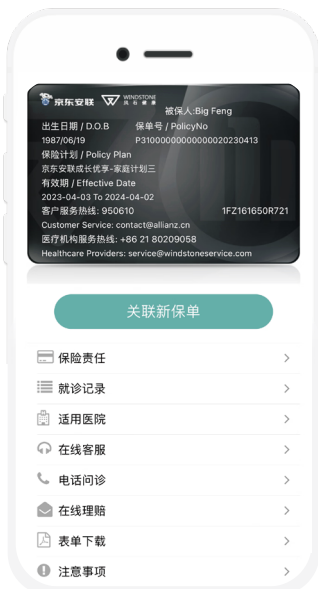 京东安联 WINDSTONE
风石健康
被保人:Big Feng
出生日期 / D.O.B 保单号 / PolicyNo
1987/06/19 P31000000000000020230413
保险计划 / Policy Plan
京东安联成长优享-家庭计划三
有效期 / Effective Date
2023-04-03 To 2024-04-02
客户服务热线: 950610 1FZ161650R721
Customer Service: contact@allianz.cn
医疗机构服务热线: +86 21 80209058
Healthcare Providers: service@windstoneservice.com
关联新保单
保险责任
就诊记录
适用医院
在线客服
电话问诊
在线理赔
表单下载
注意事项